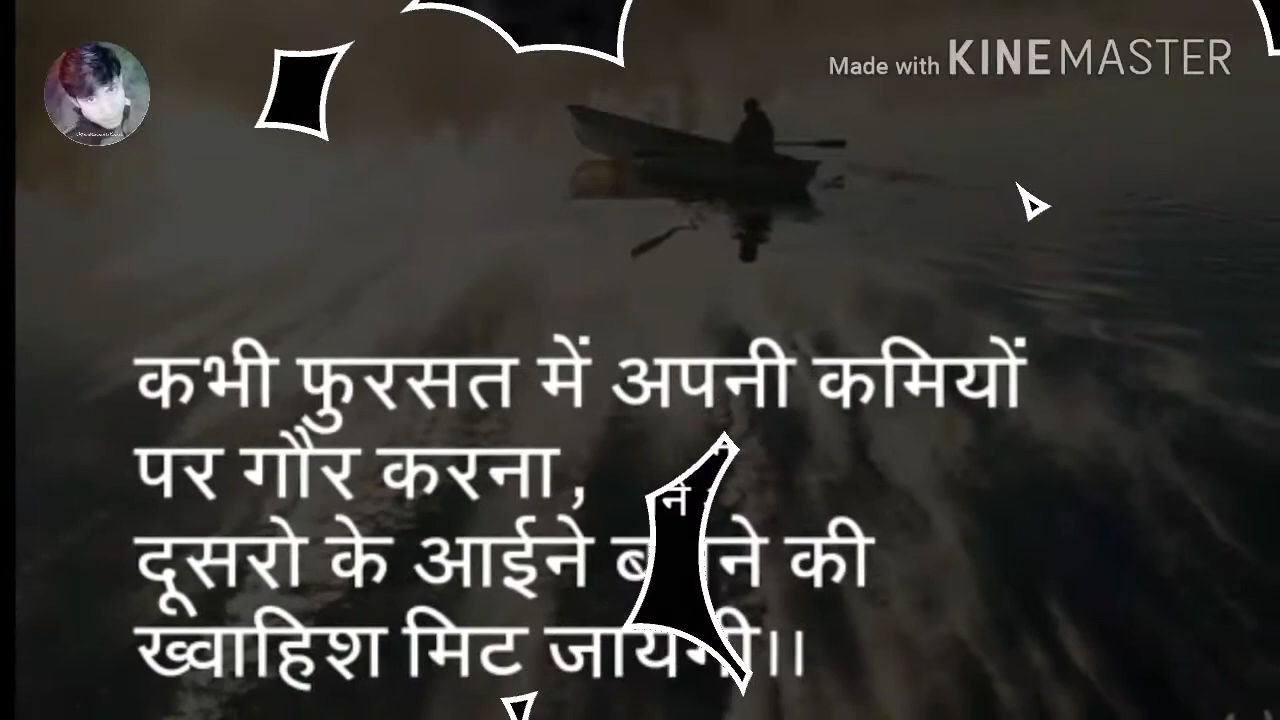 Made with KINEMASTER
कभी फुरसत में अपनी कमियों
पर गौर करना,
दूसरो के आईने की
ख्वाहिश मिट जायेगी।।